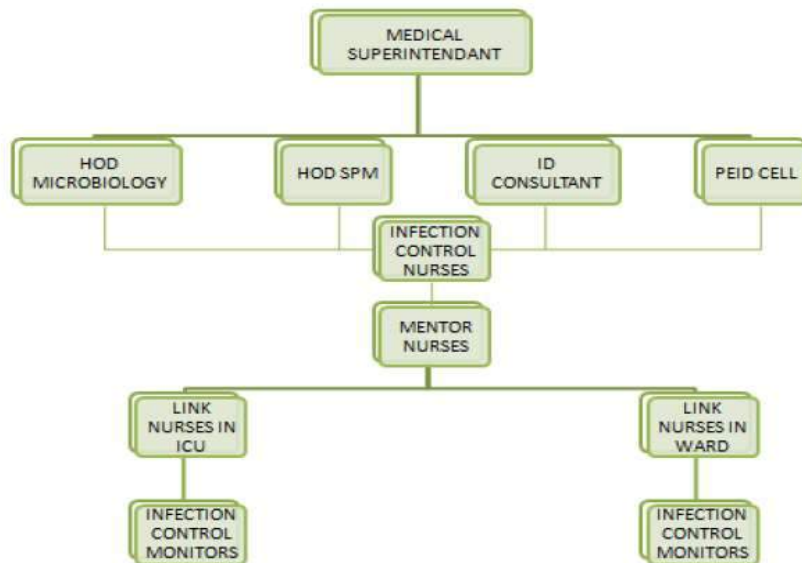 MEDICAL
SUPERINTENDANT
HOD
MICROBIOLOGY
HOD SPM
ID
CONSULTANT
PEID CELL
INFECTION
CONTROL
NURSES
MENTOR
NURSES
LINK
NURSES IN
ICU
LINK
NURSES IN
WARD
INFECTION
CONTROL
MONITORS
INFECTION
CONTROL
MONITORS